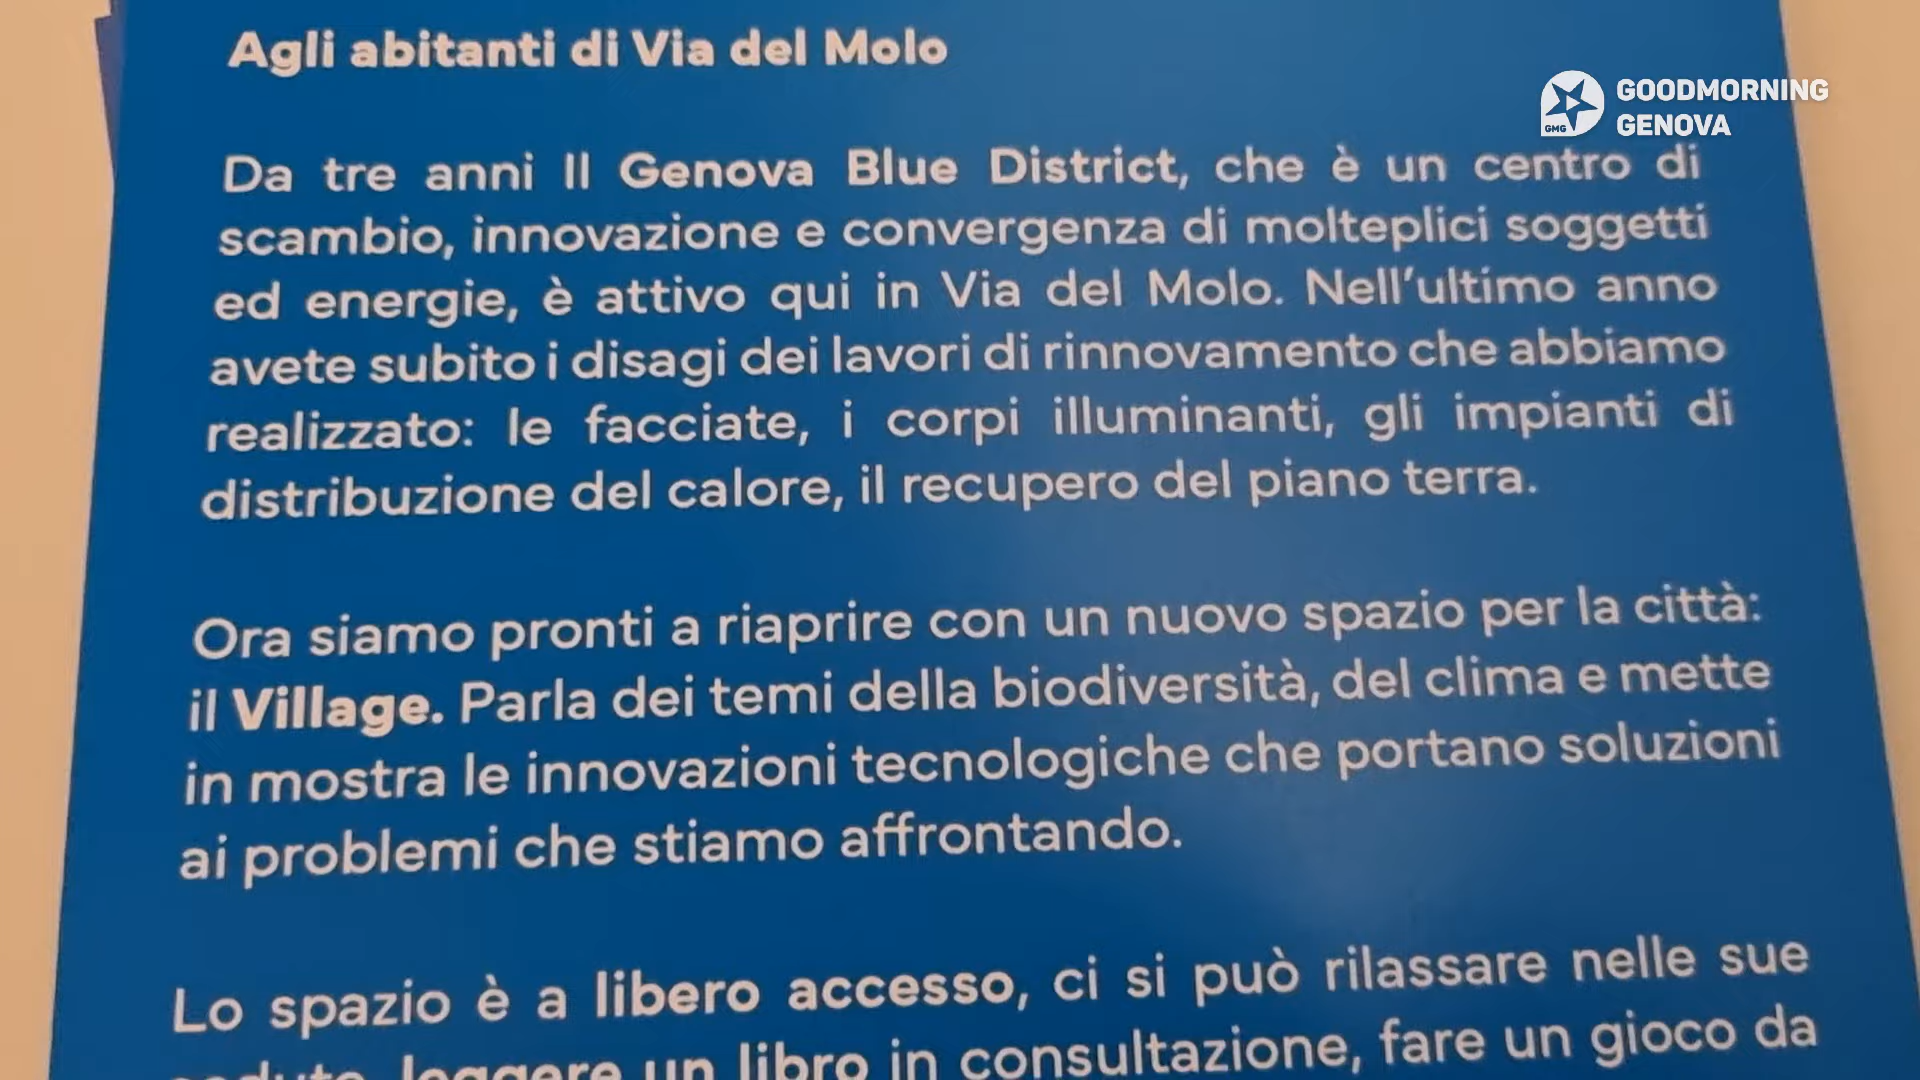 Agli abitanti di Via del Molo
GOODMORNING
GENOVA
GMG
Da tre anni Il Genova Blue District, che è un centro di
scambio, innovazione e convergenza di molteplici soggetti
ed energie, è attivo qui in Via del Molo. Nell'ultimo anno
avete subito i disagi dei lavori di rinnovamento che abbiamo
realizzato: le facciate, i corpi illuminanti, gli impianti di
distribuzione del calore, il recupero del piano terra.
Ora siamo pronti a riaprire con un nuovo spazio per la città:
il Village. Parla dei temi della biodiversità, del clima e mette
in mostra le innovazioni tecnologiche che portano soluzioni
ai problemi che stiamo affrontando.
Lo spazio è a libero accesso, ci si può rilassare nelle sue
leggere un libro in consultazione, fare un gioco da